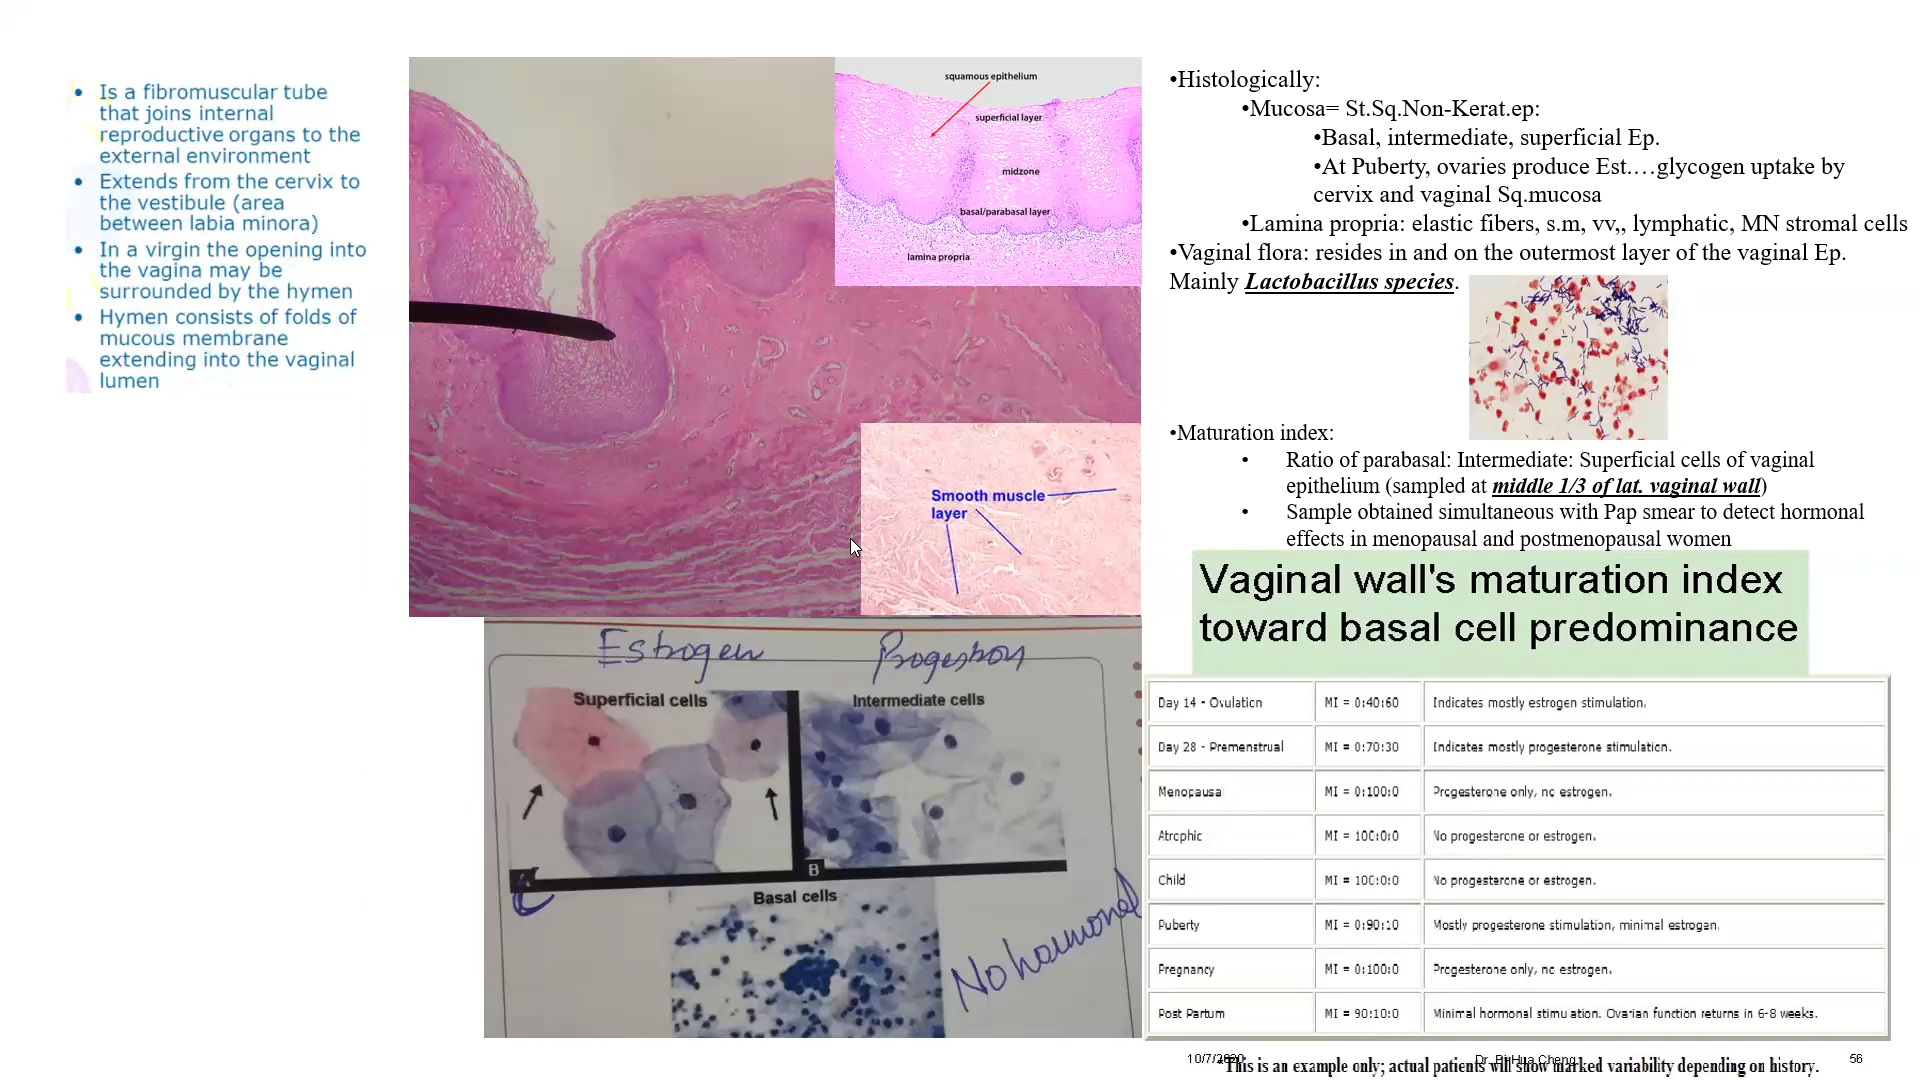 • Is a fibromuscular tube
that joins internal
reproductive organs to the
external environment
• Extends from the cervix to
the vestibule (area
between labia minora)
• In a virgin the opening into
the vagina may be
surrounded by the hymen
• Hymen consists of folds of
mucous membrane
extending into the vaginal
lumen
squamous epithelium
superficial layer
midzone
basal/parabasal layer
lamina propria
Smooth muscle
layer
Estrogen
Superficial cells
Intermediate cells
B
Basal cells
No hormonal
•Histologically:
•Mucosa= St.Sq.Non-Kerat.ep:
•Basal, intermediate, superficial Ep.
•At Puberty, ovaries produce Est.…glycogen uptake by
cervix and vaginal Sq.mucosa
•Lamina propria: elastic fibers, s.m, vv,, lymphatic, MN stromal cells
•Vaginal flora: resides in and on the outermost layer of the vaginal Ep.
Mainly Lactobacillus species.
•Maturation index:
• Ratio of parabasal: Intermediate: Superficial cells of vaginal
epithelium (sampled at middle 1/3 of lat. vaginal wall)
• Sample obtained simultaneous with Pap smear to detect hormonal
effects in menopausal and postmenopausal women
Vaginal wall's maturation index
toward basal cell predominance
Day 14 - Ovulation MI = 0:40:60 Indicates mostly estrogen stimulation.
Day 28 - Premenstrual MI = 0:70:30 Indicates mostly progesterone stimulation.
Menopausa MI = 0:100:0 Progesterone only, no estrogen.
Atrophic MI = 100:0:0 No progesterone or estrogen.
Child MI = 100:0:0 No progesterone or estrogen.
Puberty MI = 0:90:10 Mostly progesterone stimulation, minimal estrogen.
Pregnancy MI = 0:100:0 Progesterone only, no estrogen.
Post Partum MI = 90:10:0 Minimal hormonal stimulation. Ovarian function returns in 6-8 weeks.
10/7/2020 Dr. Bi Hua Cheng 56
This is an example only; actual patients will show marked variability depending on history.